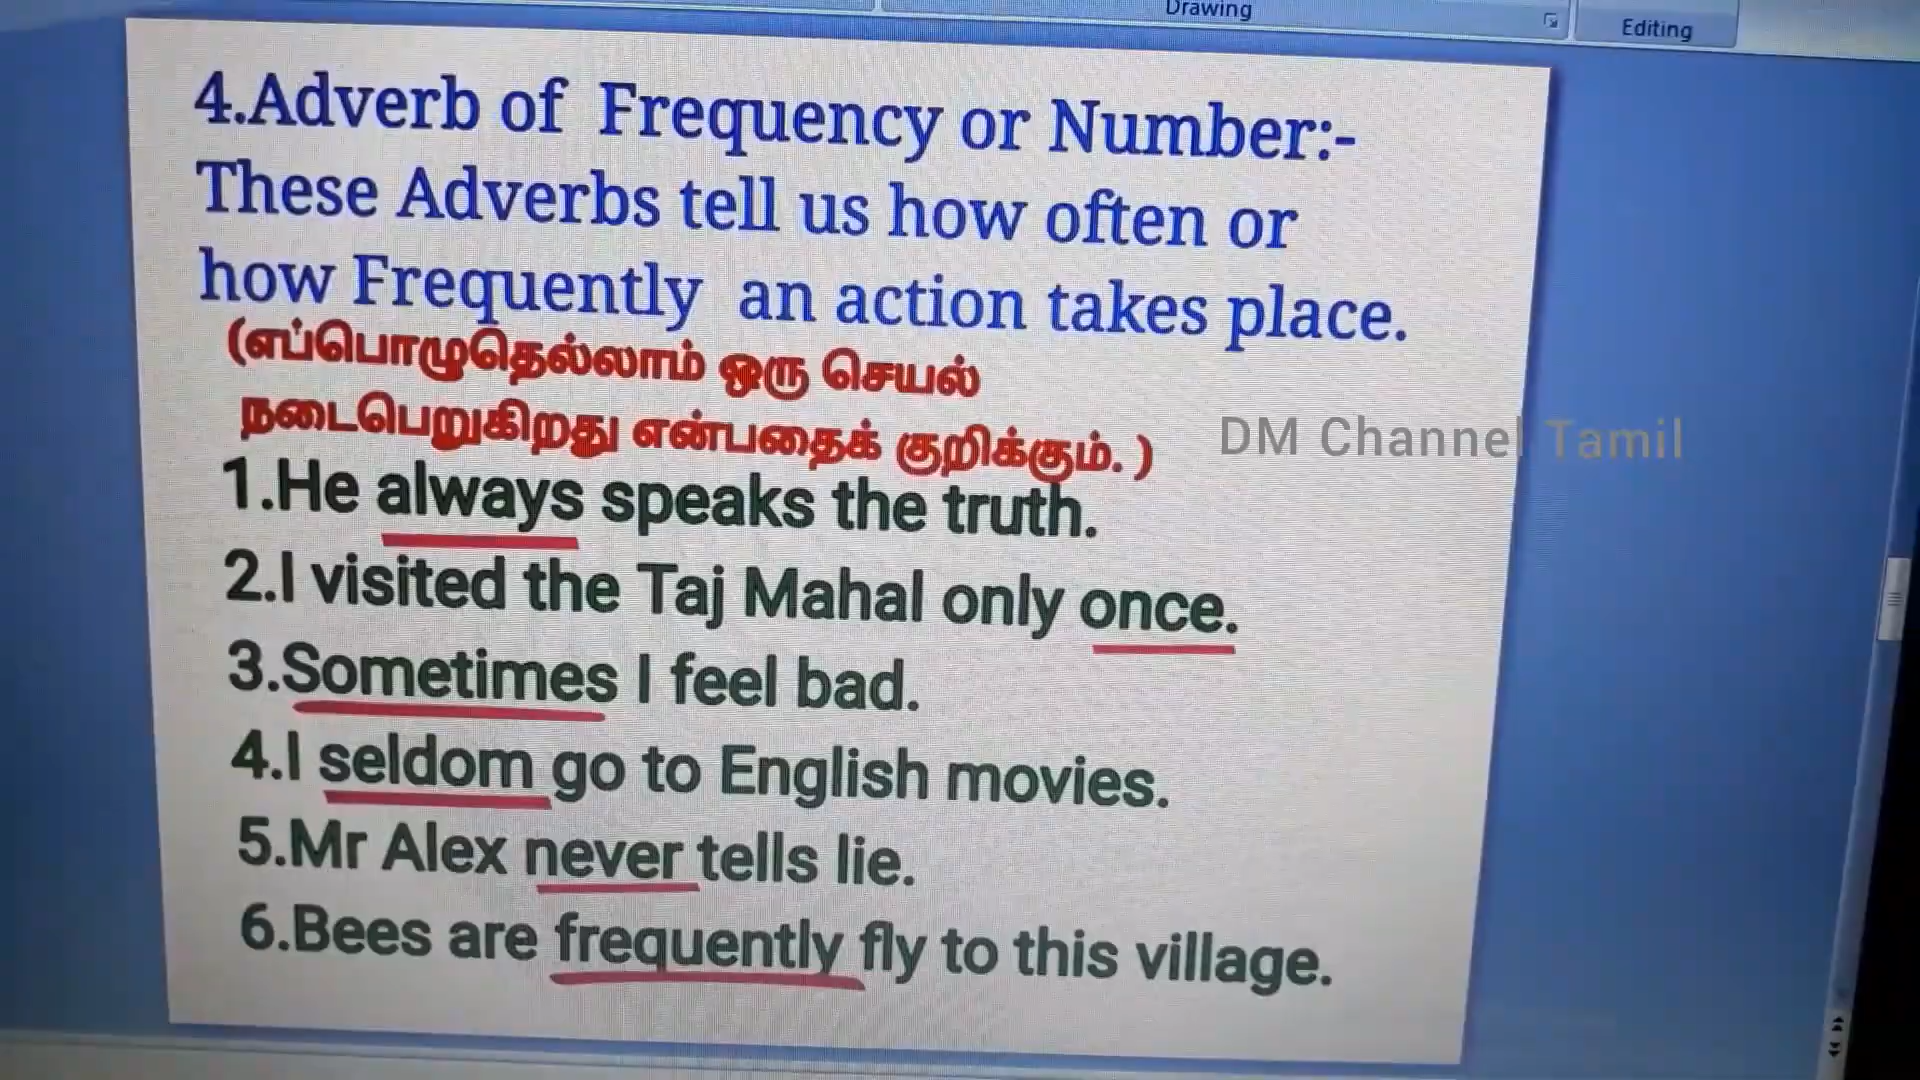 Drawing
Editing
4.Adverb of Frequency or Number:-
These Adverbs tell us how often or
how Frequently an action takes place.
(எப்பொழுதெல்லாம் ஒரு செயல்
நடைபெறுகிறது என்பதைக் குறிக்கும். )
DM Channel Tamil
1.He always speaks the truth.
2.I visited the Taj Mahal only once.
3.Sometimes I feel bad.
4.I seldom go to English movies.
5.Mr Alex never tells lie.
6.Bees are frequently fly to this village.